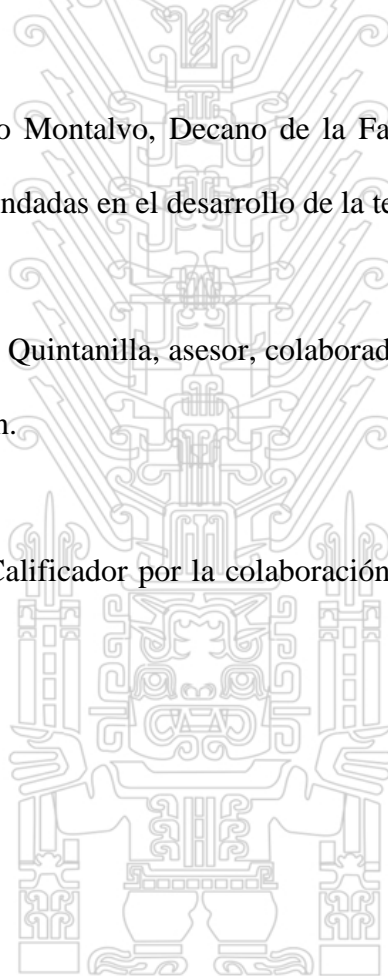 o Montalvo, Decano de la Fa
ndadas en el desarrollo de la te
Quintanilla, asesor, colaborad
n.
Calificador por la colaboración